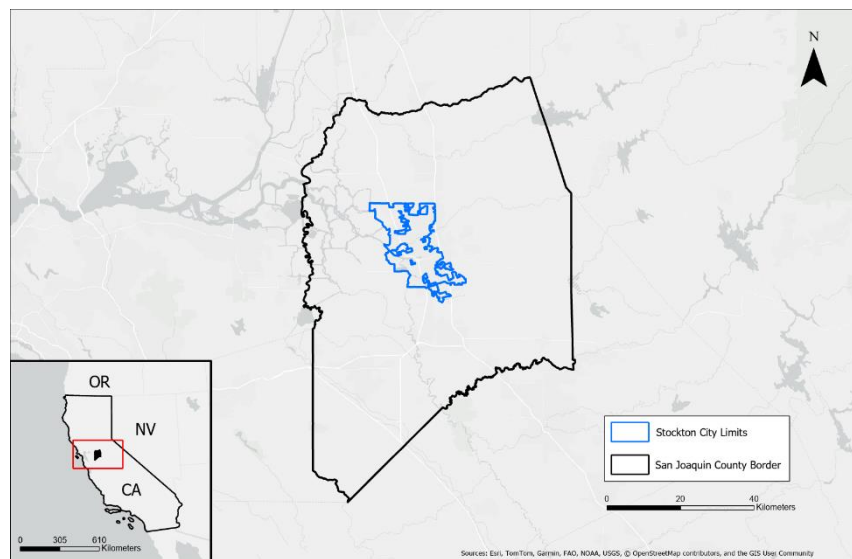 N
OR
NV
CA
0 305 610
Kilometers
Stockton City Limits
San Joaquin County Border
0 20 40
Kilometers
Sources: Esri, TomTom, Garmin, FAO, NOAA, USGS, © OpenStreetMap contributors, and the GIS User Community